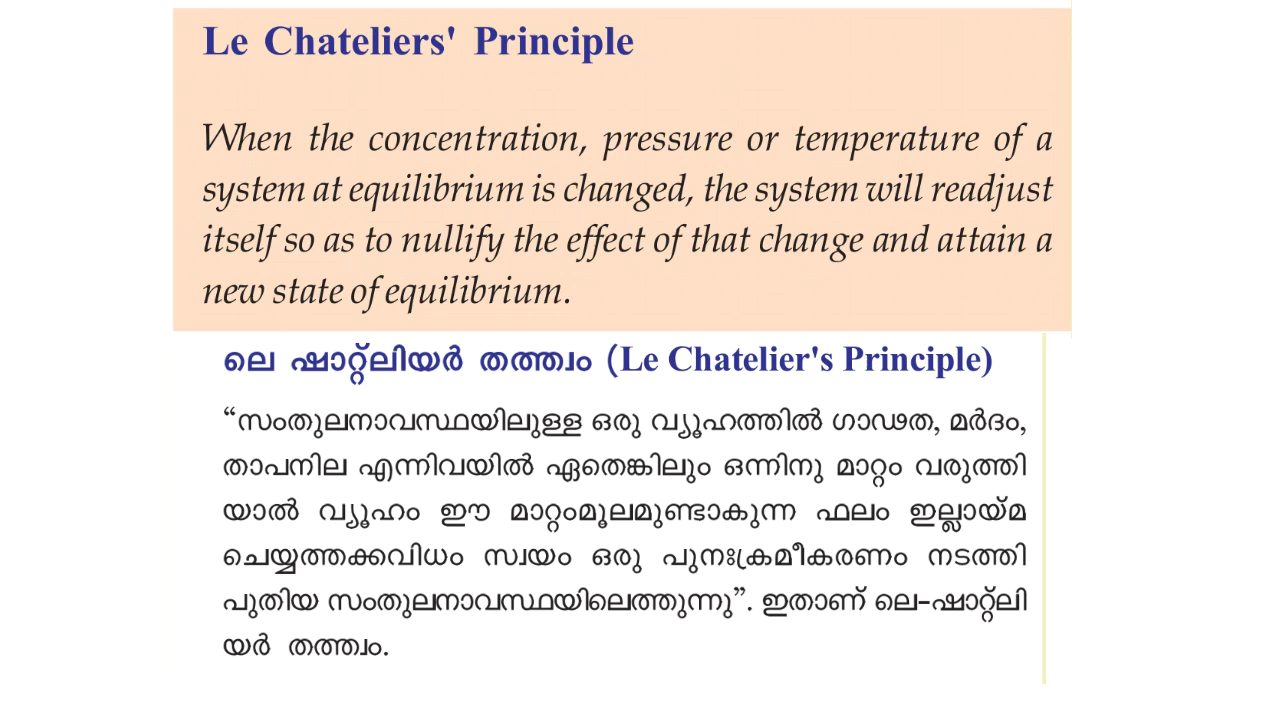 Le Chateliers' Principle
When the concentration, pressure or temperature of a
system at equilibrium is changed, the system will readjust
itself so as to nullify the effect of that change and attain a
new state of equilibrium.
ലെ ഷാറ്റ്ലിയർ തത്ത്വം (Le Chatelier's Principle)
“സംതുലനാവസ്ഥയിലുള്ള ഒരു വ്യൂഹത്തിൽ ഗാഢത, മർദം,
താപനില എന്നിവയിൽ ഏതെങ്കിലും ഒന്നിനു മാറ്റം വരുത്തി
യാൽ വ്യൂഹം ഈ മാറ്റംമൂലമുണ്ടാകുന്ന ഫലം ഇല്ലായ്മ
ചെയ്യത്തക്കവിധം സ്വയം ഒരു പുനഃക്രമീകരണം നടത്തി
പുതിയ സംതുലനാവസ്ഥയിലെത്തുന്നു”. ഇതാണ് ലെ-ഷാറ്റ്ലി
യർ തത്ത്വം.